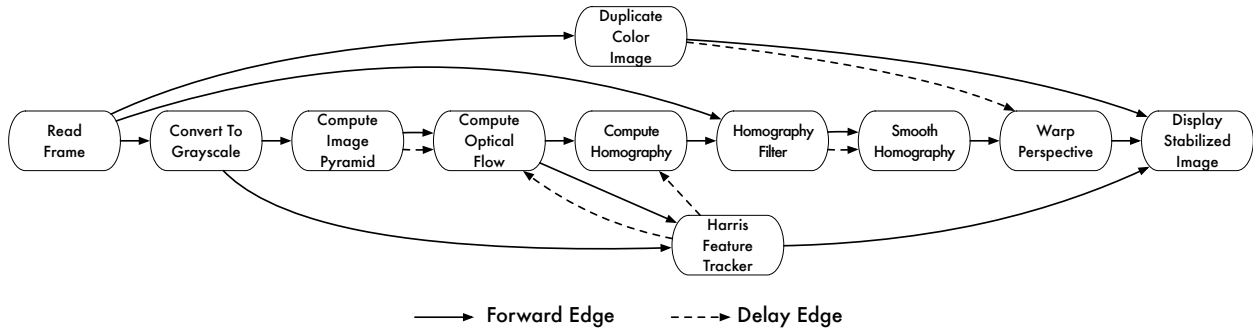 Duplicate
Color
Image
Read
Frame
Convert To
Grayscale
Compute
Image
Pyramid
Compute
Optical
Flow
Compute
Homography
Homography
Filter
Smooth
Homography
Warp
Perspective
Display
Stabilized
Image
Harris
Feature
Tracker
Forward Edge
Delay Edge